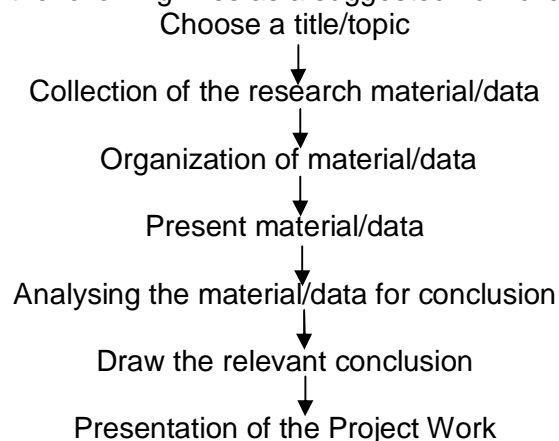 Choose a title/topic
Collection of the research material/data
Organization of material/data
Present material/data
Analysing the material/data for conclusion
Draw the relevant conclusion
Presentation of the Project Work